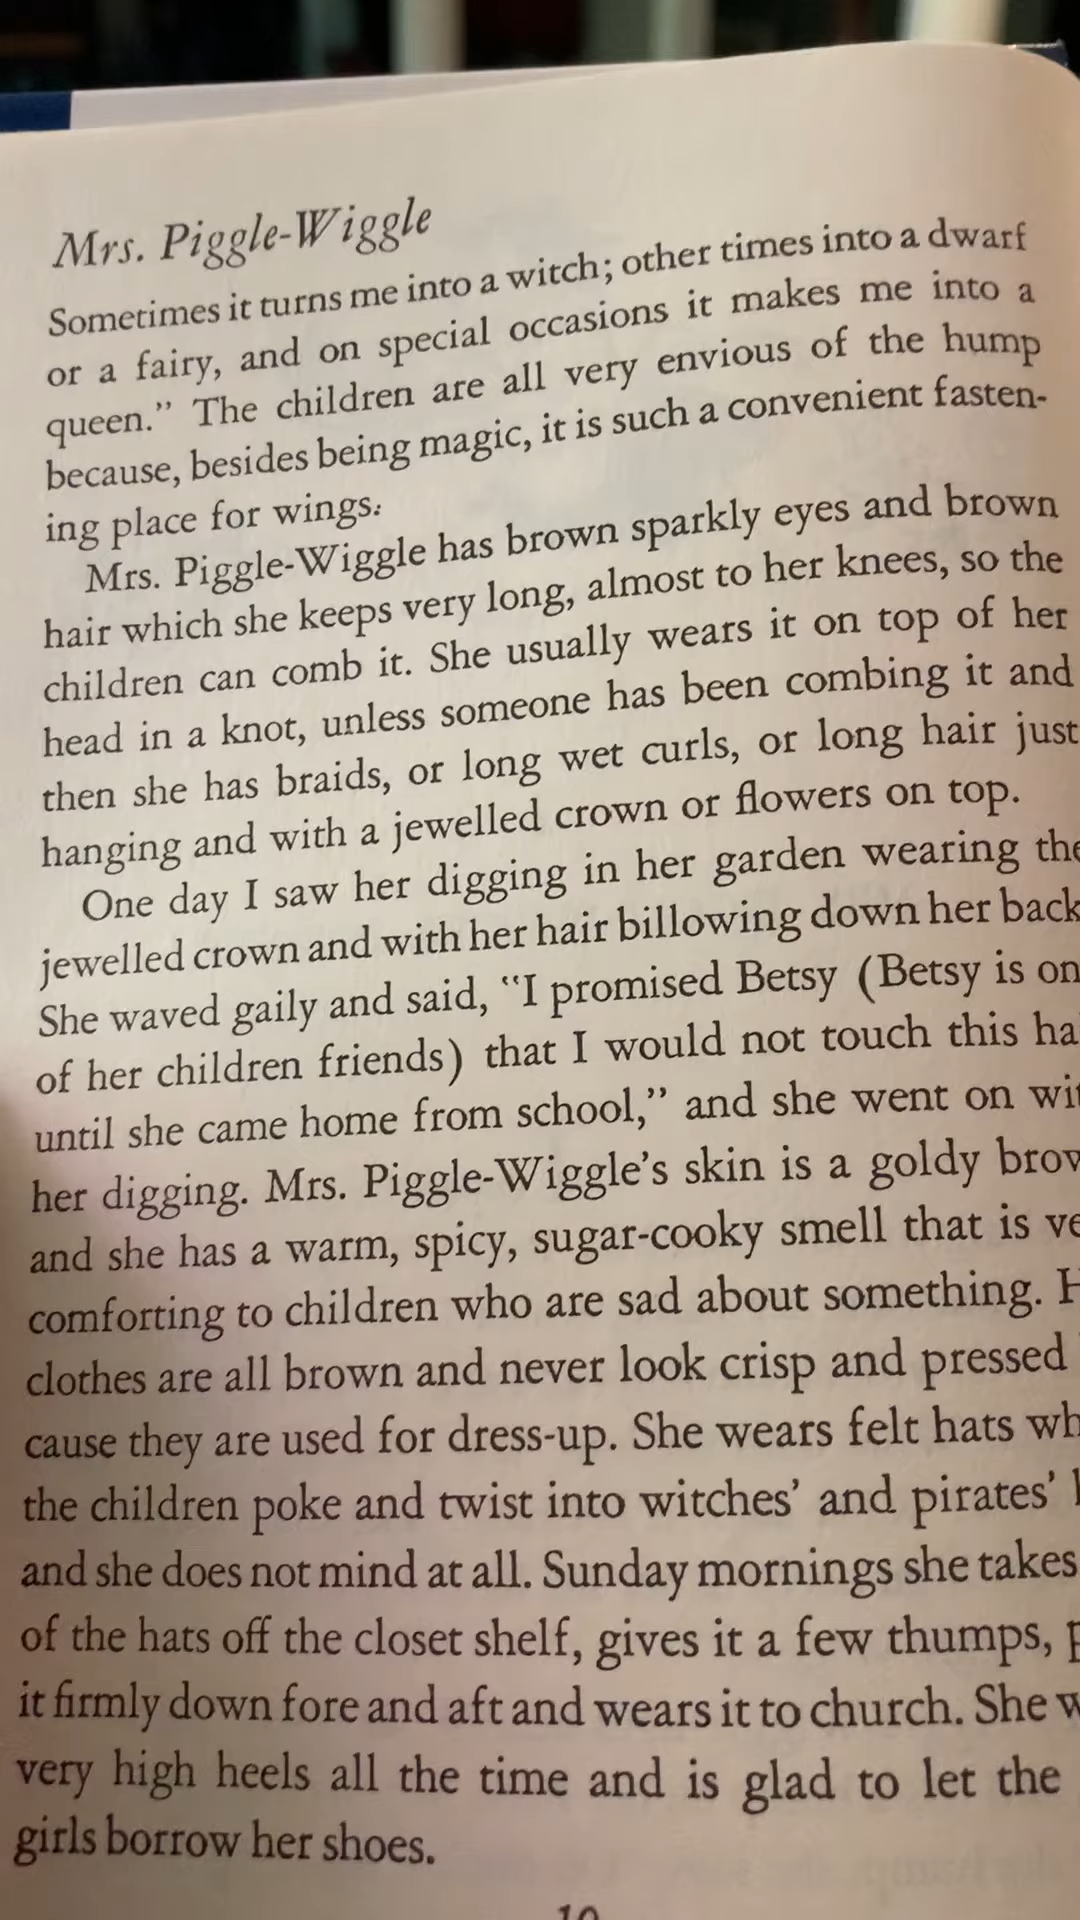 Mrs. Piggle-Wiggle
Sometimes it turns me into a witch; other times into a dwarf
or a fairy, and on special occasions it makes me into a
queen.” The children are all very envious of the hump
because, besides being magic, it is such a convenient fasten-
ing place for wings.
Mrs. Piggle-Wiggle has brown sparkly eyes and brown
hair which she keeps very long, almost to her knees, so the
children can comb it. She usually wears it on top of her
head in a knot, unless someone has been combing it and
then she has braids, or long wet curls, or long hair just
hanging and with a jewelled crown or flowers on top.
One day I saw her digging in her garden wearing the
jewelled crown and with her hair billowing down her back
She waved gaily and said, “I promised Betsy (Betsy is on
of her children friends) that I would not touch this ha
until she came home from school,” and she went on wit
her digging. Mrs. Piggle-Wiggle’s skin is a goldy brow
and she has a warm, spicy, sugar-cooky smell that is ve
comforting to children who are sad about something. H
clothes are all brown and never look crisp and pressed
cause they are used for dress-up. She wears felt hats wh
the children poke and twist into witches’ and pirates’
and she does not mind at all. Sunday mornings she takes
of the hats off the closet shelf, gives it a few thumps, p
it firmly down fore and aft and wears it to church. She w
very high heels all the time and is glad to let the
girls borrow her shoes.
10